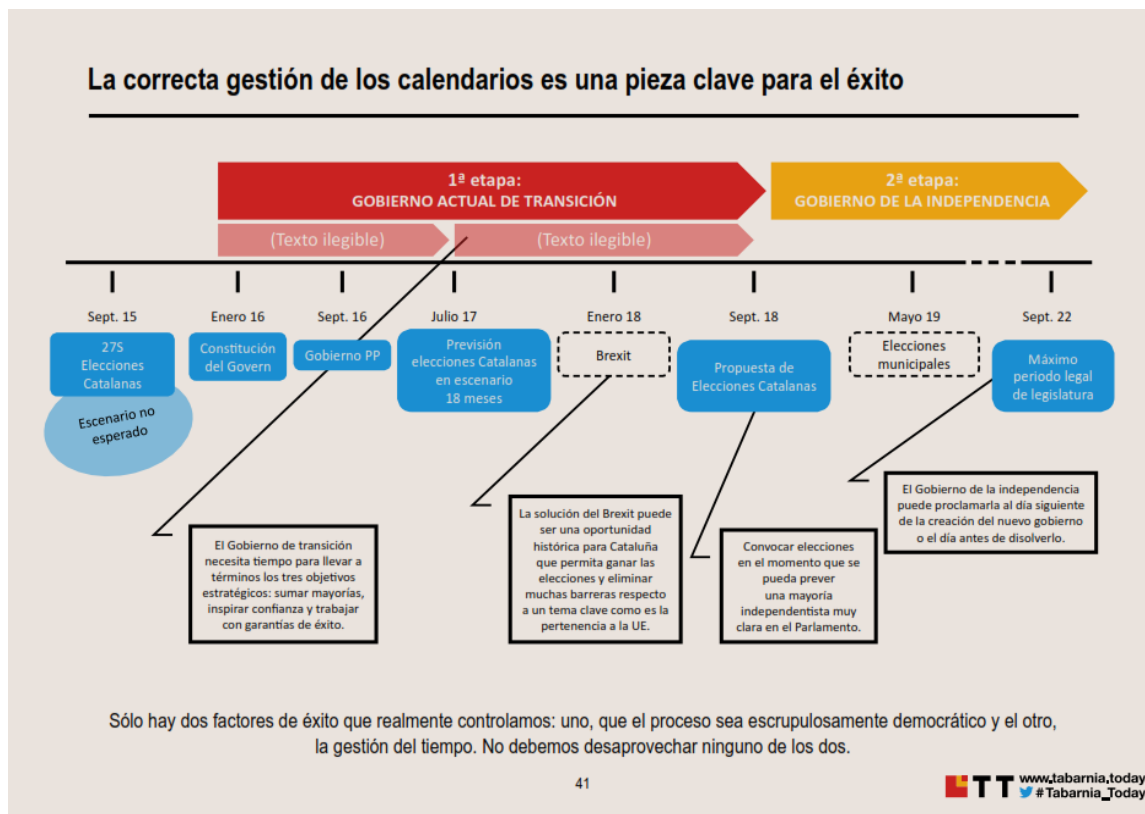 La correcta gestión de los calendarios es una pieza clave para el éxito
1ª etapa:
GOBIERNO ACTUAL DE TRANSICIÓN
2ª etapa:
GOBIERNO DE LA INDEPENDENCIA
(Texto ilegible)
(Texto ilegible)
Sept. 15
Enero 16
Sept. 16
Julio 17
Enero 18
Sept. 18
Mayo 19
Sept. 22
27S
Elecciones
Catalanas
Escenario no
esperado
Constitución
del Govern
Gobierno PP
Previsión
elecciones Catalanas
en escenario
18 meses
Brexit
Propuesta de
Elecciones Catalanas
Elecciones
municipales
Máximo
periodo legal
de legislatura
El Gobierno de transición
necesita tiempo para llevar a
términos los tres objetivos
estratégicos: sumar mayorías,
inspirar confianza y trabajar
con garantías de éxito.
La solución del Brexit puede
ser una oportunidad
histórica para Cataluña
que permita ganar las
elecciones y eliminar
muchas barreras respecto
a un tema clave como es la
pertenencia a la UE.
Convocar elecciones
en el momento que se
pueda prever
una mayoría
independentista muy
clara en el Parlamento.
El Gobierno de la independencia
puede proclamarla al día siguiente
de la creación del nuevo gobierno
o el día antes de disolverlo.
Sólo hay dos factores de éxito que realmente controlamos: uno, que el proceso sea escrupulosamente democrático y el otro,
la gestión del tiempo. No debemos desaprovechar ninguno de los dos.
41
TT
www.tabarnia.today
#Tabarnia_Today